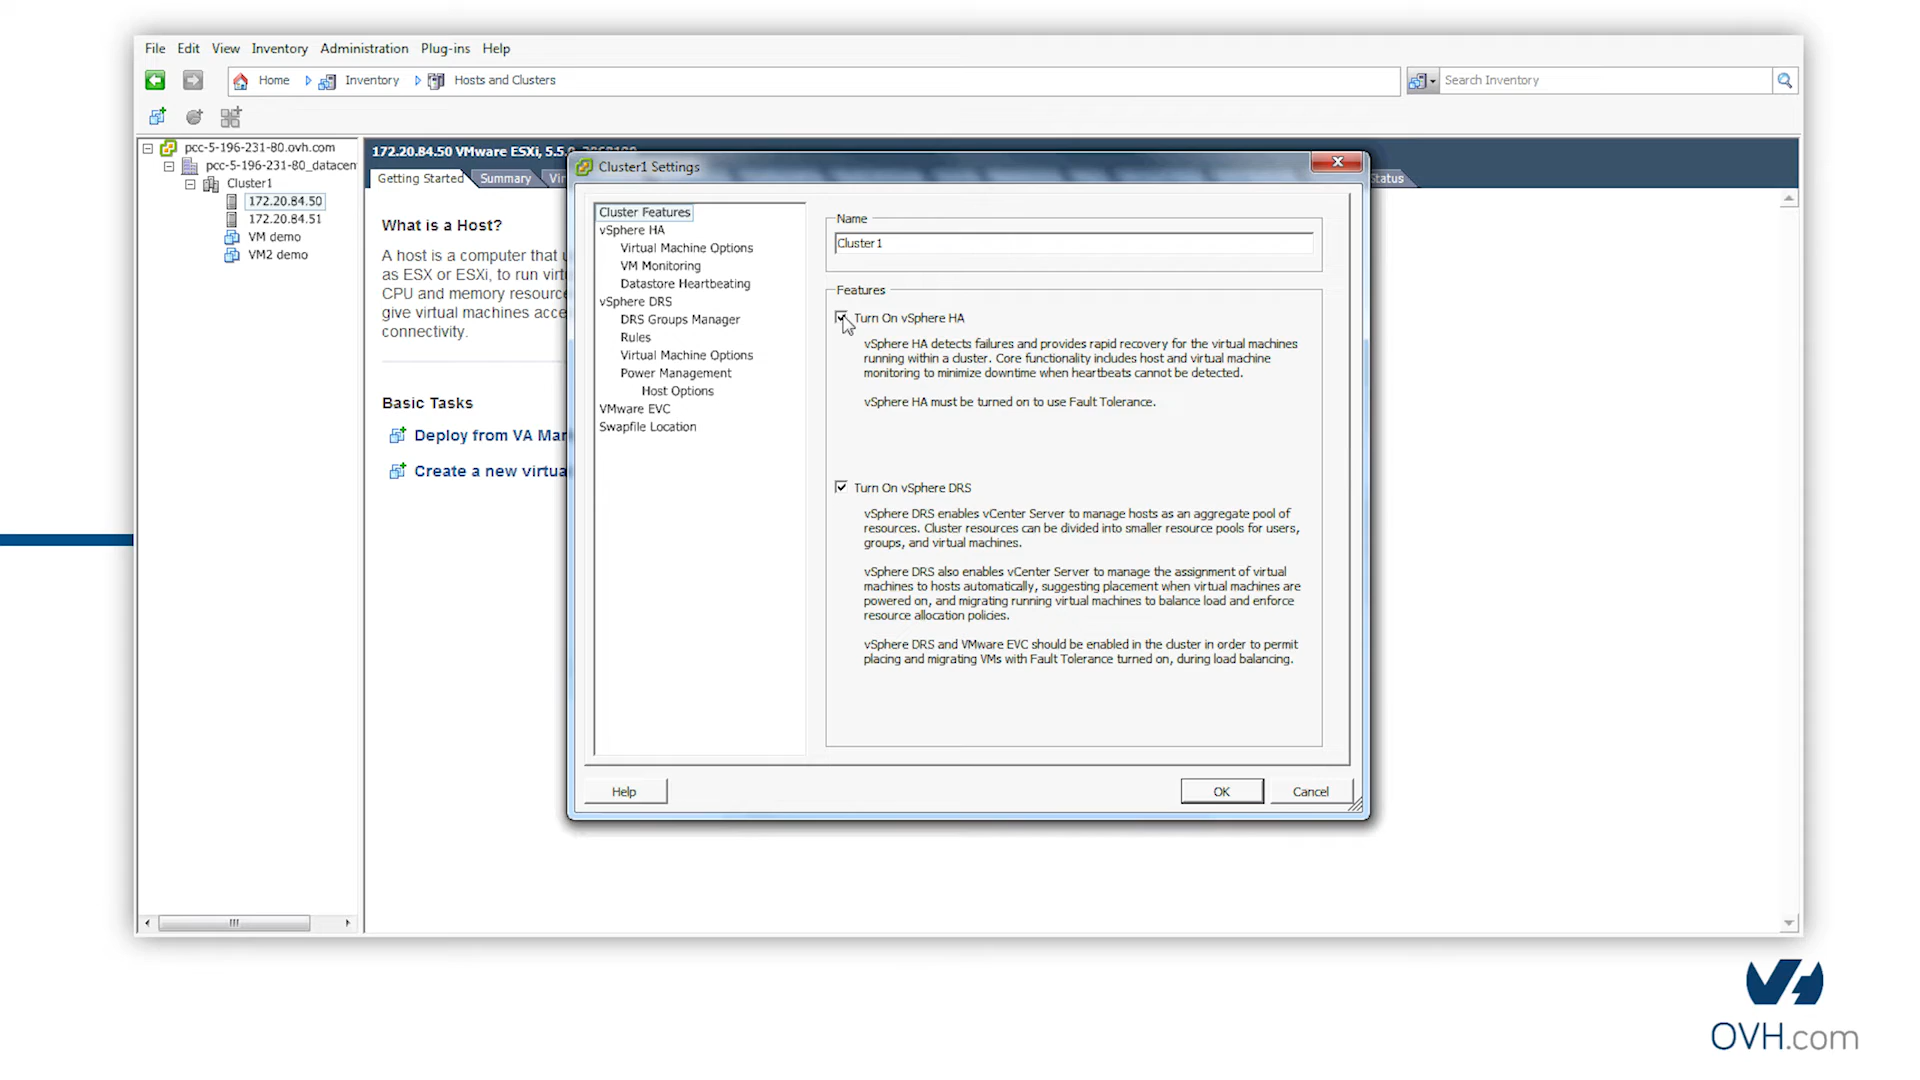 File Edit View Inventory Administration Plug-ins Help
Home Inventory Hosts and Clusters Search Inventory
pcc-5-196-231-80.ovh.com
pcc-5-196-231-80_datacen
Cluster1
172.20.84.50
172.20.84.51
VM demo
VM2 demo
172.20.84.50 VMware ESXi, 5.5.
Getting Started Summary Vir Status
What is a Host?
A host is a computer that u
as ESX or ESXi, to run virtu
CPU and memory resource
give virtual machines acce
connectivity.
Basic Tasks
Deploy from VA Mar
Create a new virtua
Cluster1 Settings
Cluster Features
vSphere HA
Virtual Machine Options
VM Monitoring
Datastore Heartbeating
vSphere DRS
DRS Groups Manager
Rules
Virtual Machine Options
Power Management
Host Options
VMware EVC
Swapfile Location
Name
Cluster1
Features
Turn On vSphere HA
vSphere HA detects failures and provides rapid recovery for the virtual machines
running within a cluster. Core functionality includes host and virtual machine
monitoring to minimize downtime when heartbeats cannot be detected.
vSphere HA must be turned on to use Fault Tolerance.
Turn On vSphere DRS
vSphere DRS enables vCenter Server to manage hosts as an aggregate pool of
resources. Cluster resources can be divided into smaller resource pools for users,
groups, and virtual machines.
vSphere DRS also enables vCenter Server to manage the assignment of virtual
machines to hosts automatically, suggesting placement when virtual machines are
powered on, and migrating running virtual machines to balance load and enforce
resource allocation policies.
vSphere DRS and VMware EVC should be enabled in the cluster in order to permit
placing and migrating VMs with Fault Tolerance turned on, during load balancing.
Help OK Cancel
OVH.com